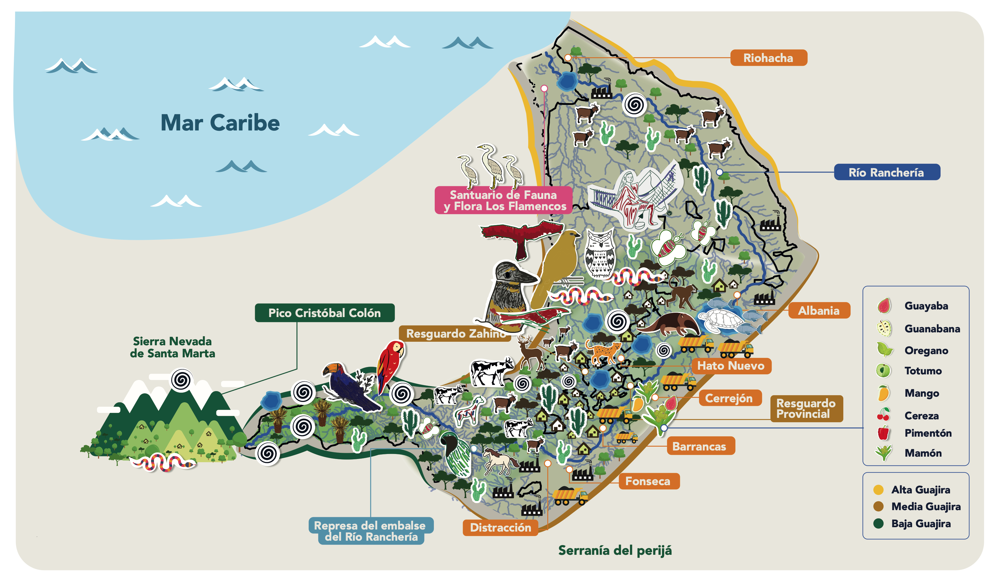 Riohacha
Mar Caribe
Río Ranchería
Santuario de Fauna
y Flora Los Flamencos
Pico Cristóbal Colón
Sierra Nevada
de Santa Marta
Resguardo Zahino
Albania
Hato Nuevo
Cerrejón
Resguardo
Provincial
Barrancas
Fonseca
Distracción
Represa del embalse
del Río Ranchería
Serranía del perijá
Guayaba
Guanabana
Oregano
Totumo
Mango
Cereza
Pimentón
Mamón
Alta Guajira
Media Guajira
Baja Guajira